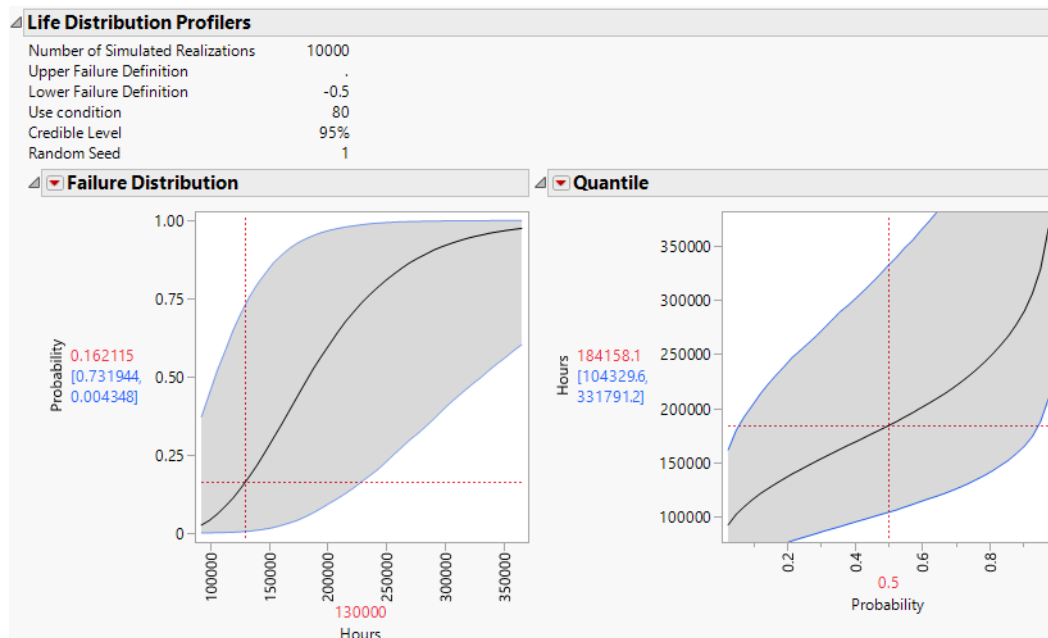 Life Distribution Profilers
Number of Simulated Realizations 10000
Upper Failure Definition .
Lower Failure Definition -0.5
Use condition 80
Credible Level 95%
Random Seed 1
Failure Distribution
1.00
0.75
0.50
0.25
0
Probability
0.162115
[0.731944,
0.004348]
100000
150000
200000
250000
300000
350000
130000
Hours
Quantile
350000
300000
250000
200000
150000
100000
Hours
184158.1
[104329.6,
331791.2]
0.2
0.4
0.6
0.8
0.5
Probability